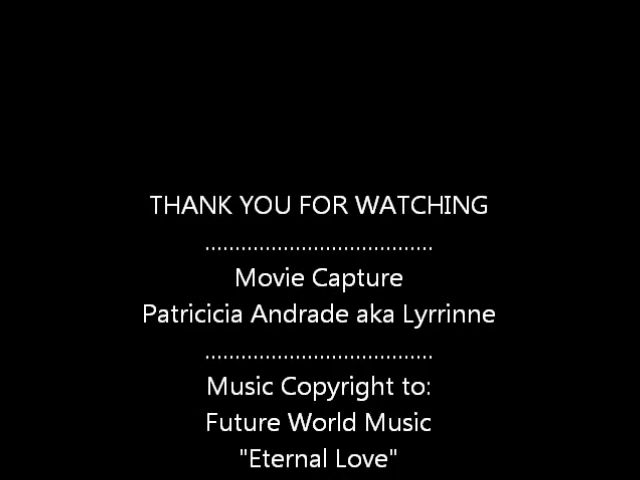 THANK YOU FOR WATCHING
......................................
Movie Capture
Patricicia Andrade aka Lyrrinne
......................................
Music Copyright to:
Future World Music
"Eternal Love"